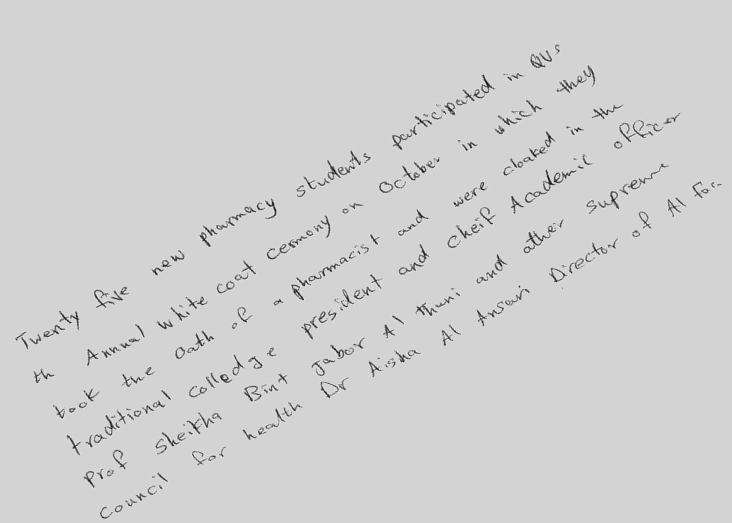 Twenty five new pharmacy students participated in QUs
th Annual white coat cermony on October in which they
took the Oath of a pharmacist and were cloaked in the
traditional colledge president and cheif Academic officer
Prof Sheikha Bint Jabor Al Thani and other supreme
council for health Dr Aisha Al Ansari Director of Al